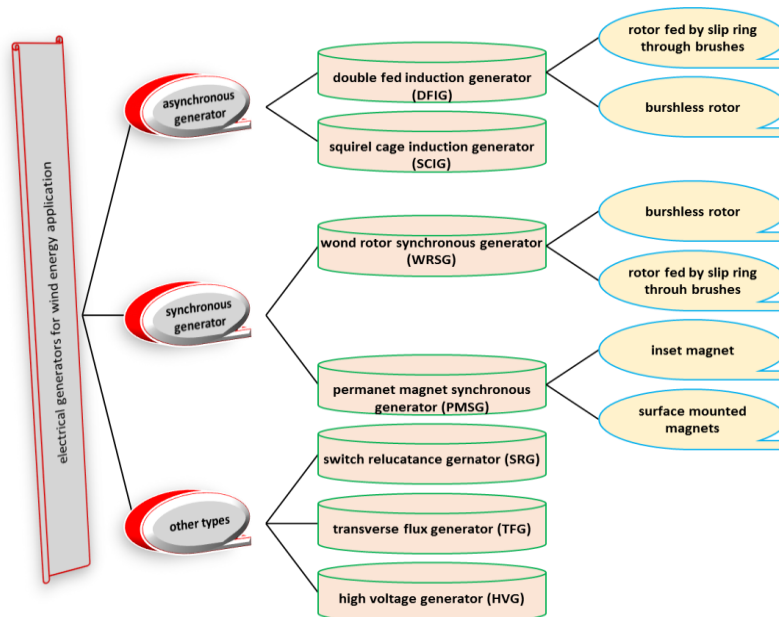 electrical generators for wind energy application
asynchronous
generator
double fed induction generator
(DFIG)
rotor fed by slip ring
through brushes
burshless rotor
squirel cage induction generator
(SCIG)
synchronous
generator
wond rotor synchronous generator
(WRSG)
burshless rotor
rotor fed by slip ring
throuh brushes
permanet magnet synchronous
generator (PMSG)
inset magnet
surface mounted
magnets
other types
switch relucatance gernator (SRG)
transverse flux generator (TFG)
high voltage generator (HVG)